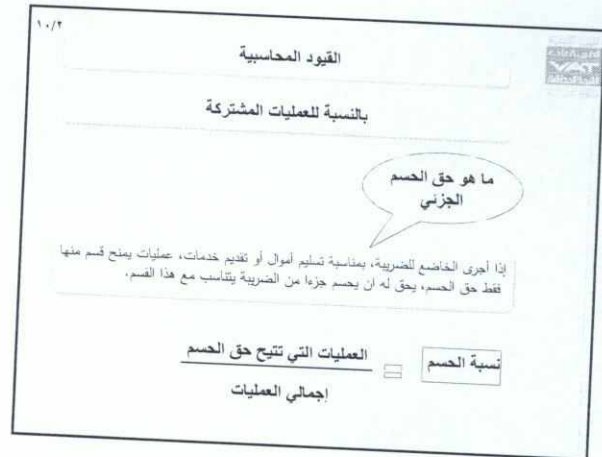 ١٠/٢
VAT
القيود المحاسبية
بالنسبة للعمليات المشتركة
ما هو حق الحسم
الجزئي
إذا أجرى الخاضع للضريبة، بمناسبة تسليم أموال أو تقديم خدمات، عمليات يمنح قسم منها
فقط حق الحسم، يحق له ان يحسم جزءا من الضريبة يتناسب مع هذا القسم.
نسبة الحسم = العمليات التي تتيح حق الحسم
إجمالي العمليات